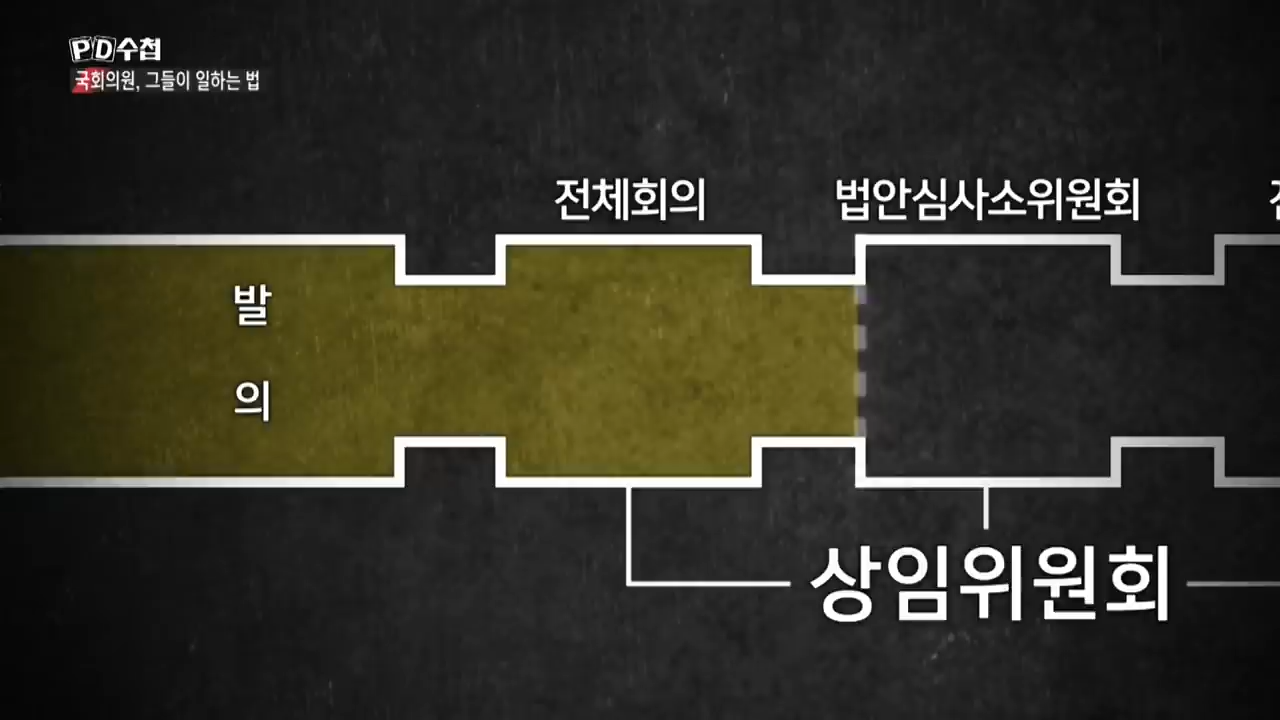 PD수첩
국회의원, 그들이 일하는 법
전체회의
법안심사소위원회
발
의
상임위원회